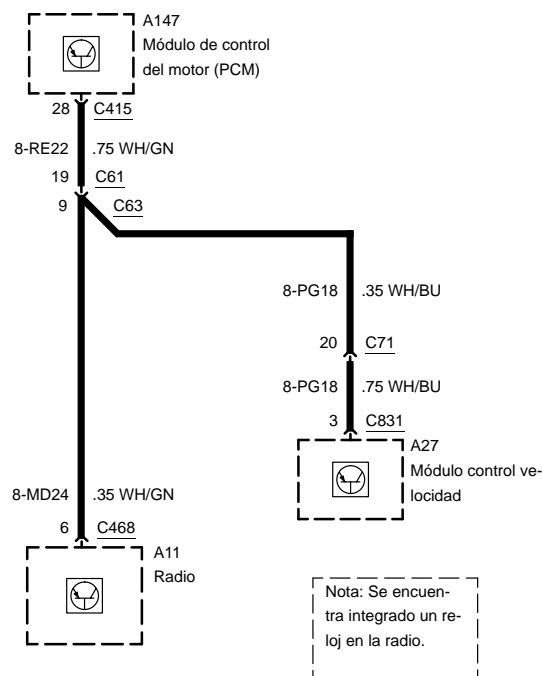 A147
Módulo de control
del motor (PCM)
28 C415
8-RE22 .75 WH/GN
19 C61
9 C63
8-PG18 .35 WH/BU
20 C71
8-PG18 .75 WH/BU
3 C831
A27
Módulo control ve-
locidad
8-MD24 .35 WH/GN
6 C468
A11
Radio
Nota: Se encuen-
tra integrado un re-
loj en la radio.